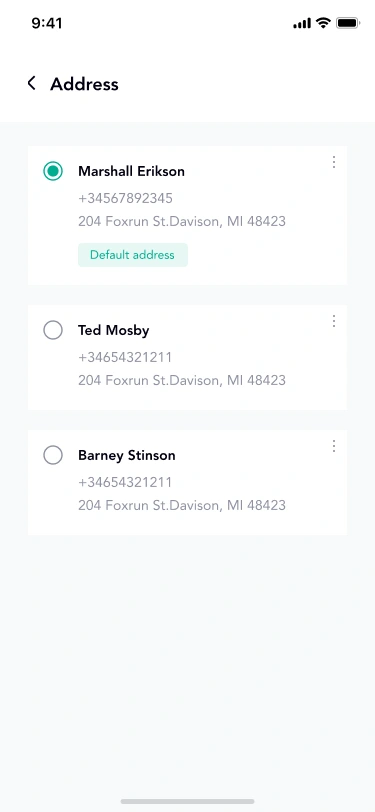 9:41
Address
Marshall Erikson
+34567892345
204 Foxrun St.Davison, MI 48423
Default address
Ted Mosby
+34654321211
204 Foxrun St.Davison, MI 48423
Barney Stinson
+34654321211
204 Foxrun St.Davison, MI 48423